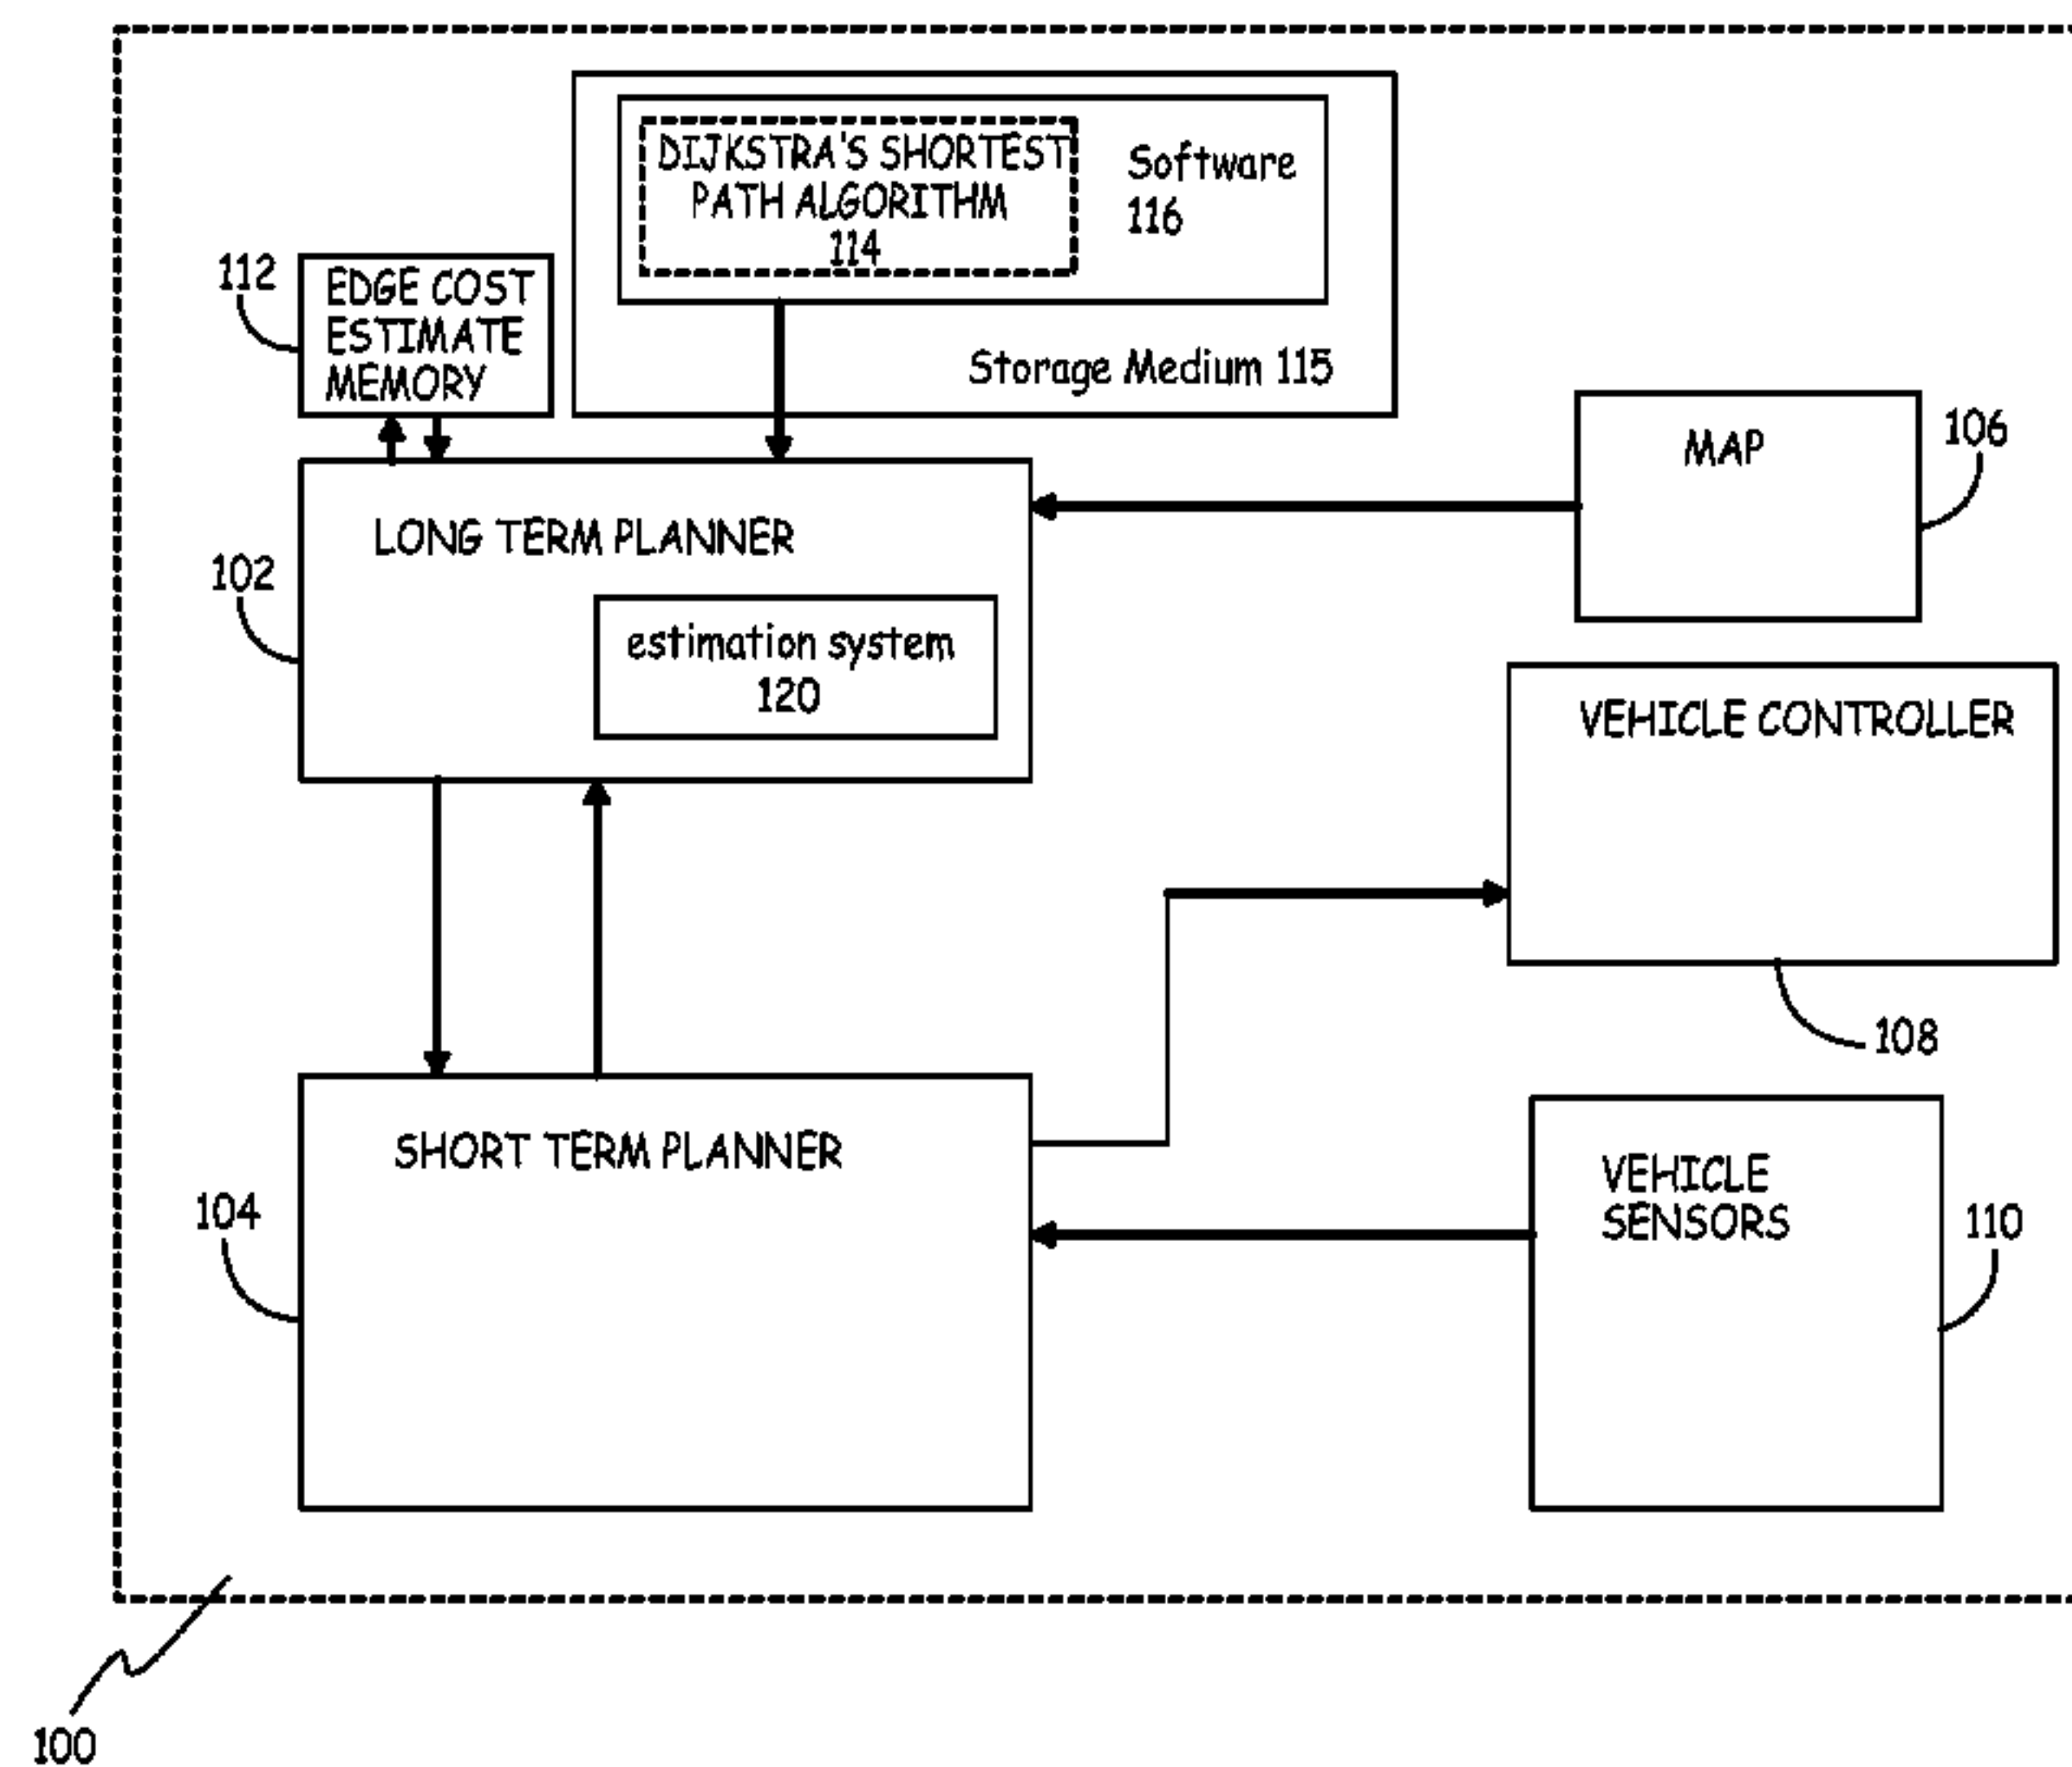 DIJKSTRA'S SHORTEST
PATH ALGORITHM
114
Software
116
Storage Medium 115
112
EDGE COST
ESTIMATE
MEMORY
MAP
106
LONG TERM PLANNER
102
estimation system
120
VEHICLE CONTROLLER
108
SHORT TERM PLANNER
104
VEHICLE
SENSORS
110
100